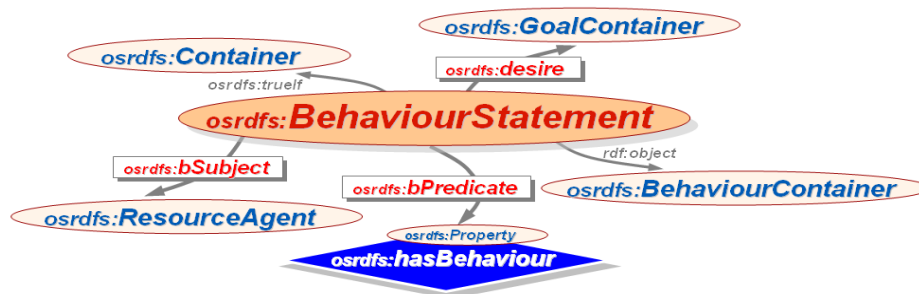 osrdfs:GoalContainer
osrdfs:Container
osrdfs:desire
osrdfs:trueIf
osrdfs:BehaviourStatement
rdf:object
osrdfs:bSubject
osrdfs:bPredicate
osrdfs:BehaviourContainer
osrdfs:ResourceAgent
osrdfs:Property
osrdfs:hasBehaviour